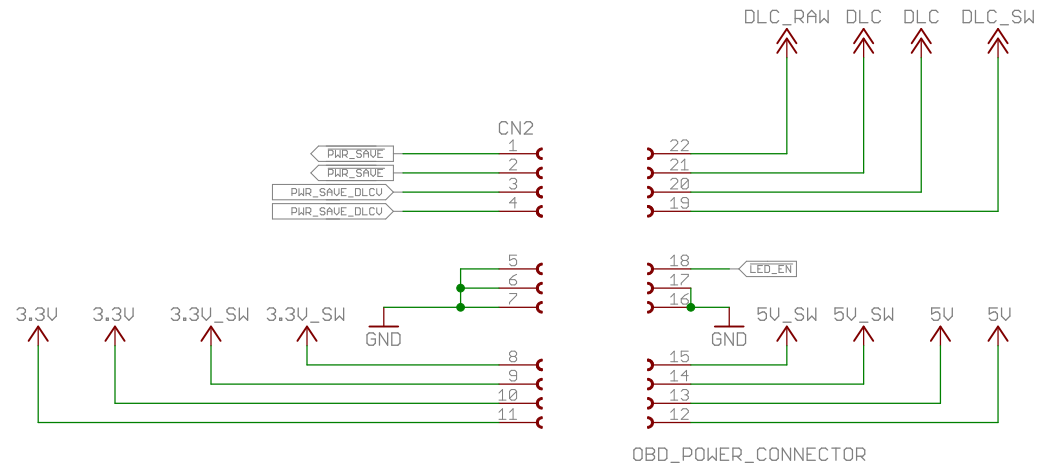 DLC_RAW DLC DLC DLC_SW
CN2
PWR_SAVE 1 22
PWR_SAVE 2 21
PWR_SAVE_DLCV 3 20
PWR_SAVE_DLCV 4 19
5 18 LED_EN
6 17
7 16
3.3V 3.3V 3.3V_SW 3.3V_SW 5V_SW 5V_SW 5V 5V
GND GND
8 15
9 14
10 13
11 12
OBD_POWER_CONNECTOR